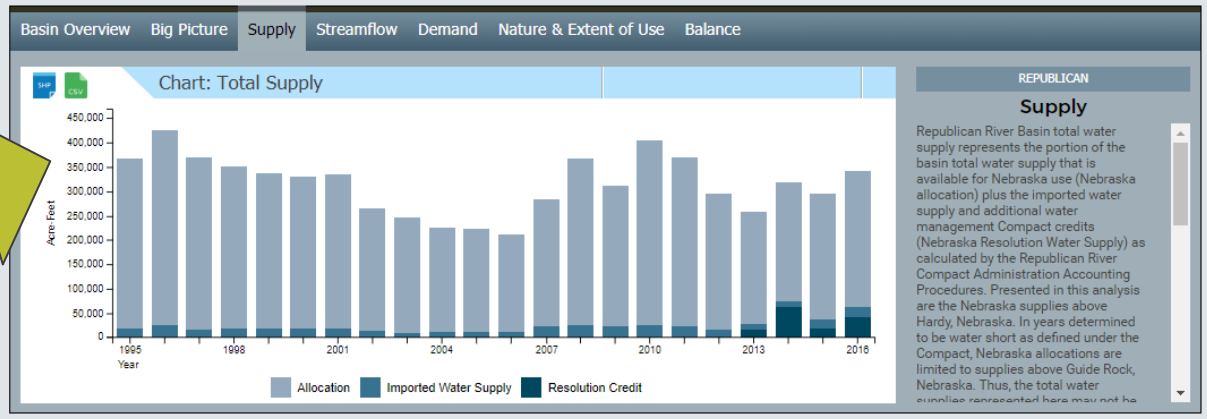 Basin Overview Big Picture Supply Streamflow Demand Nature & Extent of Use Balance
SHP
CSV
Chart: Total Supply
450,000
400,000
350,000
300,000
250,000
200,000
150,000
100,000
50,000
0
Acre-Feet
1995 1998 2001 2004 2007 2010 2013 2016
Year
Allocation Imported Water Supply Resolution Credit
REPUBLICAN
Supply
Republican River Basin total water
supply represents the portion of the
basin total water supply that is
available for Nebraska use (Nebraska
allocation) plus the imported water
supply and additional water
management Compact credits
(Nebraska Resolution Water Supply) as
calculated by the Republican River
Compact Administration Accounting
Procedures. Presented in this analysis
are the Nebraska supplies above
Hardy, Nebraska. In years determined
to be water short as defined under the
Compact, Nebraska allocations are
limited to supplies above Guide Rock,
Nebraska. Thus, the total water
supplies represented here may not be